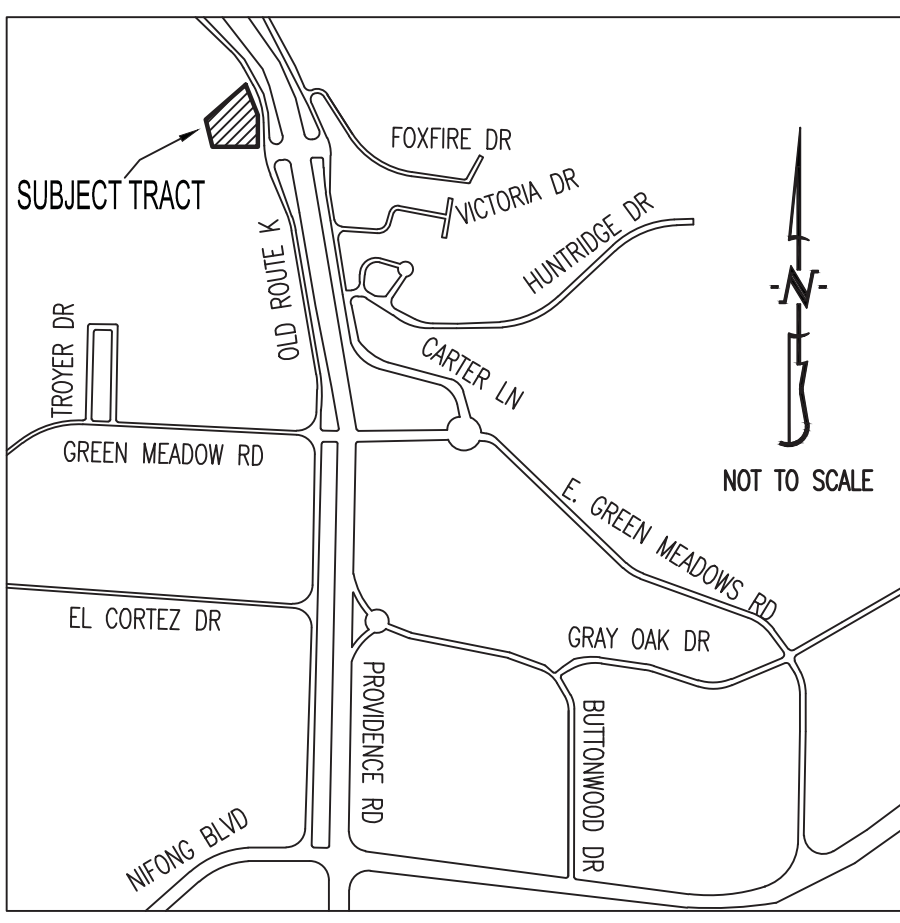 FOXFIRE DR
SUBJECT TRACT
VICTORIA DR
HUNTRIDGE DR
OLD ROUTE K
N
TROYER DR
CARTER LN
GREEN MEADOW RD
NOT TO SCALE
E. GREEN MEADOWS RD
EL CORTEZ DR
GRAY OAK DR
PROVIDENCE RD
BUTTONWOOD DR
NIFONG BLVD